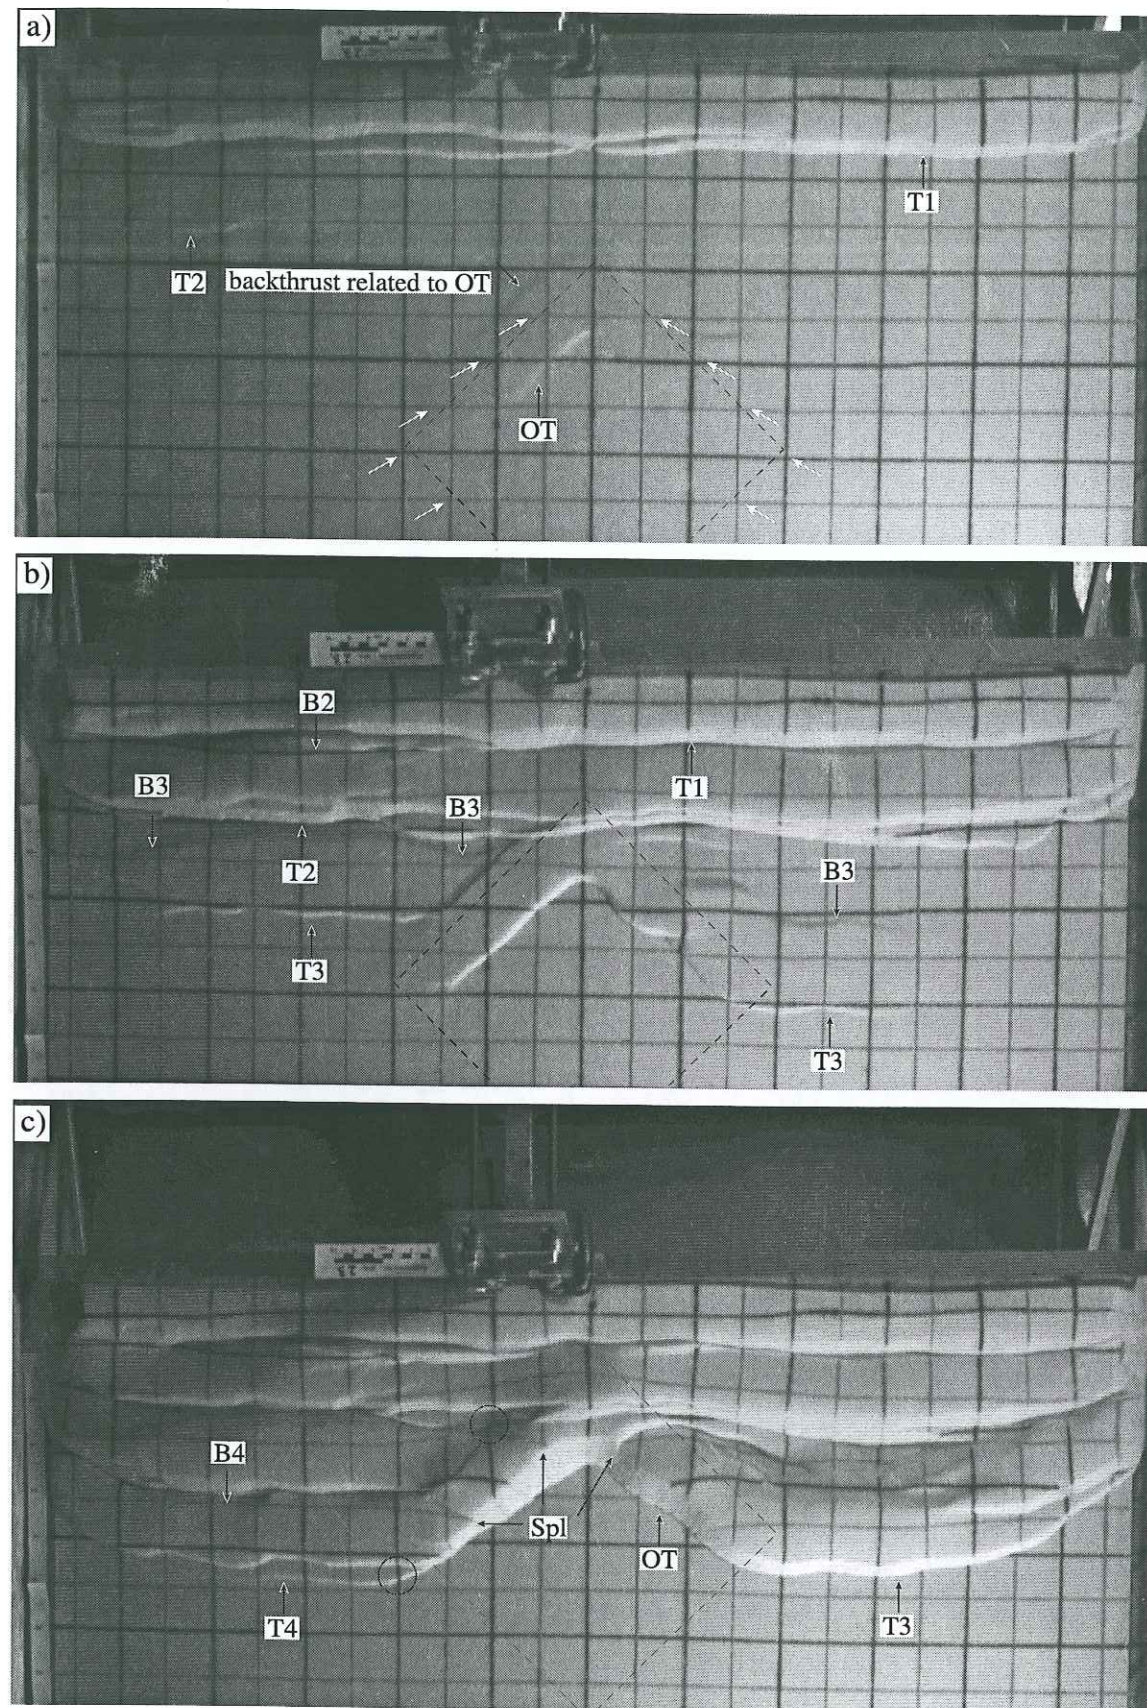 a)
T1
T2
backthrust related to OT
OT
b)
B2
B3
T1
B3
T2
B3
T3
T3
c)
B4
Spl
OT
T4
T3